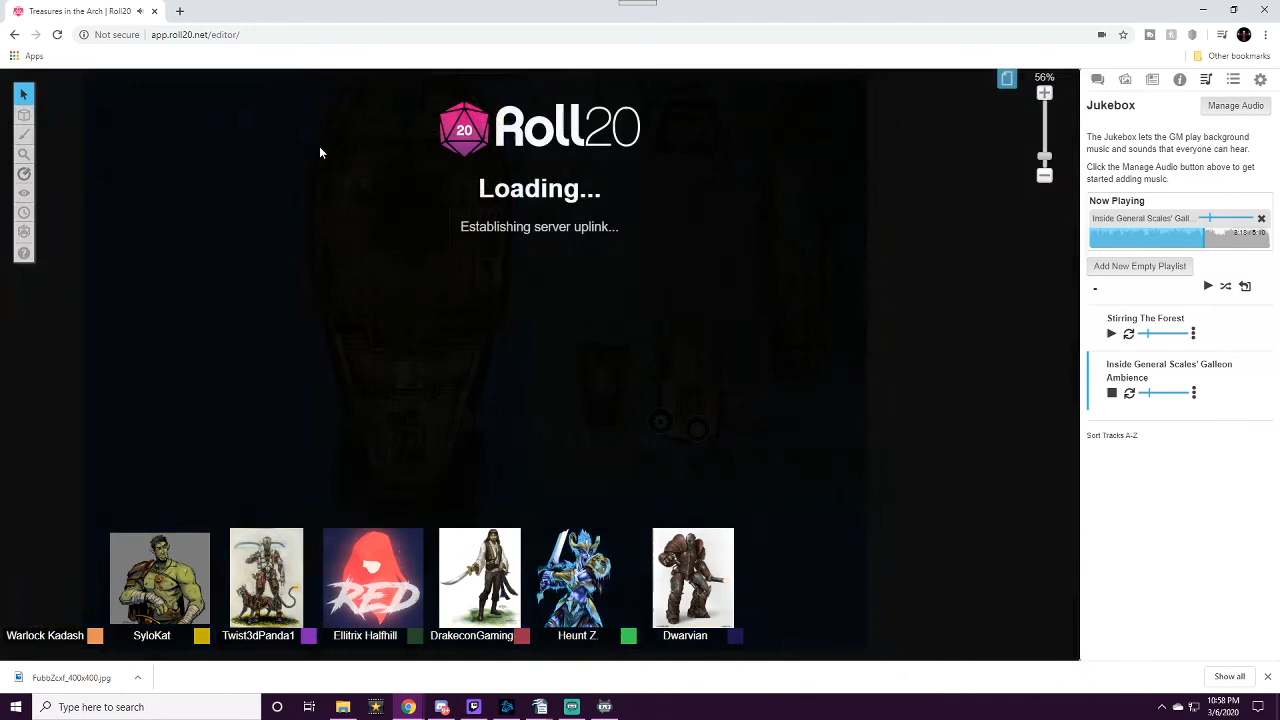 Treasures in the Arch | Roll20
Not secure | app.roll20.net/editor/
Apps
Other bookmarks
20
Roll20
Loading...
Establishing server uplink...
56%
Jukebox
Manage Audio
The Jukebox lets the GM play background
music and sounds that everyone can hear.
Click the Manage Audio button above to get
started adding music.
Now Playing
Inside General Scales' Gall...
Add New Empty Playlist
-
Stirring The Forest
Inside General Scales' Galleon
Ambience
Sort Tracks A-Z
RED
Warlock Kadash
SyloKat
Twist3dPanda1
Ellitrix Halfhill
DrakeconGaming
Heunt Z.
Dwarvian
FubbZcxf_400x400.jpg
Show all
Type here to search
10:58 PM
3/6/2020